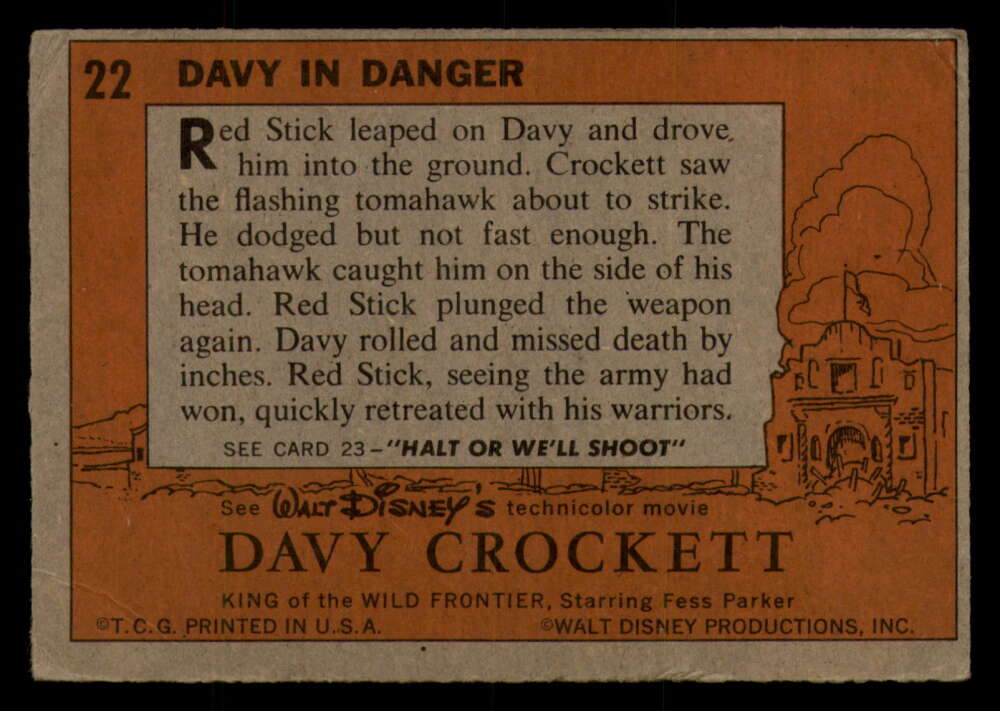 22 DAVY IN DANGER
Red Stick leaped on Davy and drove
him into the ground. Crockett saw
the flashing tomahawk about to strike.
He dodged but not fast enough. The
tomahawk caught him on the side of his
head. Red Stick plunged the weapon
again. Davy rolled and missed death by
inches. Red Stick, seeing the army had
won, quickly retreated with his warriors.
SEE CARD 23–"HALT OR WE'LL SHOOT"
See WALT DISNEY'S technicolor movie
DAVY CROCKETT
KING of the WILD FRONTIER, Starring Fess Parker
©T.C.G. PRINTED IN U.S.A. ©WALT DISNEY PRODUCTIONS, INC.